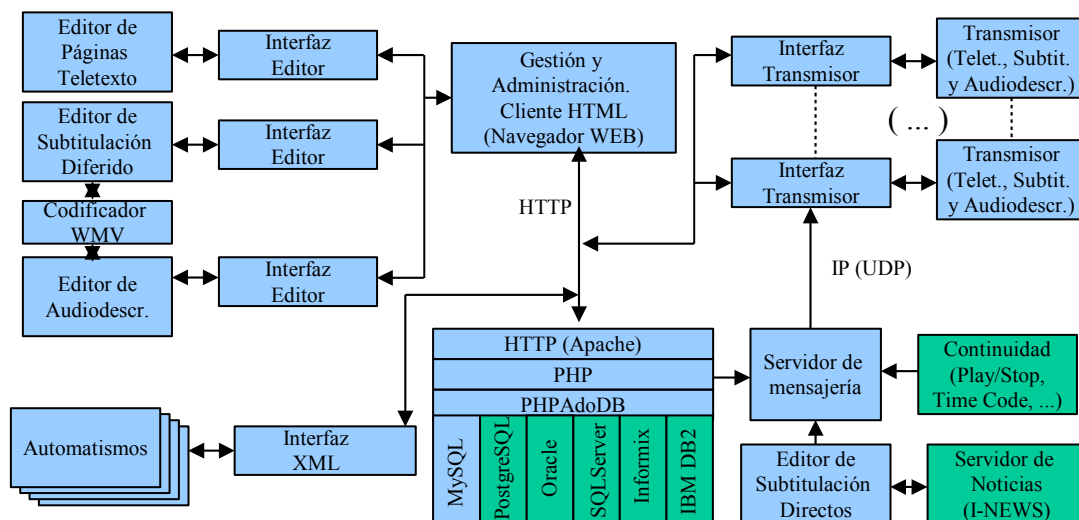 Editor de
Páginas
Teletexto
Interfaz
Editor
Gestión y
Administración.
Cliente HTML
(Navegador WEB)
Interfaz
Transmisor
Transmisor
(Telet., Subtit.
y Audiodescr.)
Editor de
Subtitulación
Diferido
Interfaz
Editor
( ... )
Interfaz
Transmisor
Transmisor
(Telet., Subtit.
y Audiodescr.)
Codificador
WMV
HTTP
Editor de
Audiodescr.
Interfaz
Editor
IP (UDP)
HTTP (Apache)
PHP
PHPAdoDB
MySQL
PostgreSQL
Oracle
SQLServer
Informix
IBM DB2
Servidor de
mensajería
Continuidad
(Play/Stop,
Time Code, ...)
Automatismos
Interfaz
XML
Editor de
Subtitulación
Directos
Servidor de
Noticias
(I-NEWS)